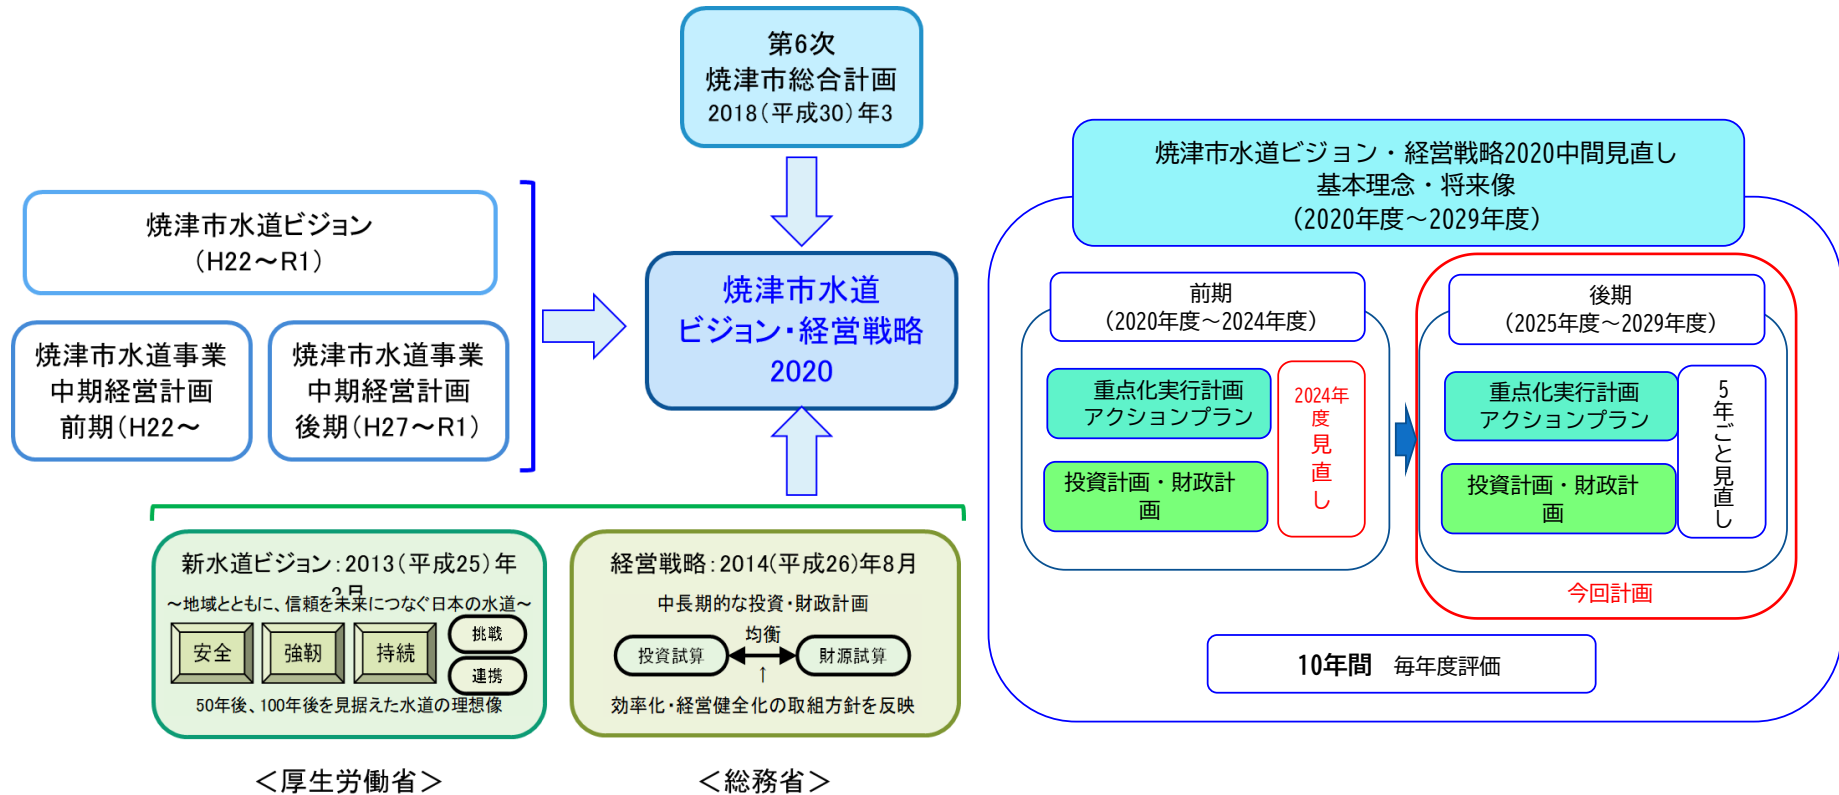 第6次
焼津市総合計画
2018(平成30)年3
焼津市水道ビジョン
(H22～R1)
焼津市水道事業
中期経営計画
前期(H22～
焼津市水道事業
中期経営計画
後期(H27～R1)
焼津市水道
ビジョン・経営戦略
2020
新水道ビジョン:2013(平成25)年
～地域とともに、信頼を未来につなぐ日本の水道～
安全
強靭
持続
挑戦
連携
50年後、100年後を見据えた水道の理想像
＜厚生労働省＞
経営戦略:2014(平成26)年8月
中長期的な投資・財政計画
均衡
投資試算
財源試算
↑
効率化・経営健全化の取組方針を反映
＜総務省＞
焼津市水道ビジョン・経営戦略2020中間見直し
基本理念・将来像
(2020年度～2029年度)
前期
(2020年度～2024年度)
重点化実行計画
アクションプラン
投資計画・財政計
画
2024年
度
見
直
し
後期
(2025年度～2029年度)
重点化実行計画
アクションプラン
投資計画・財政計
画
5年ごと見直し
今回計画
10年間　毎年度評価